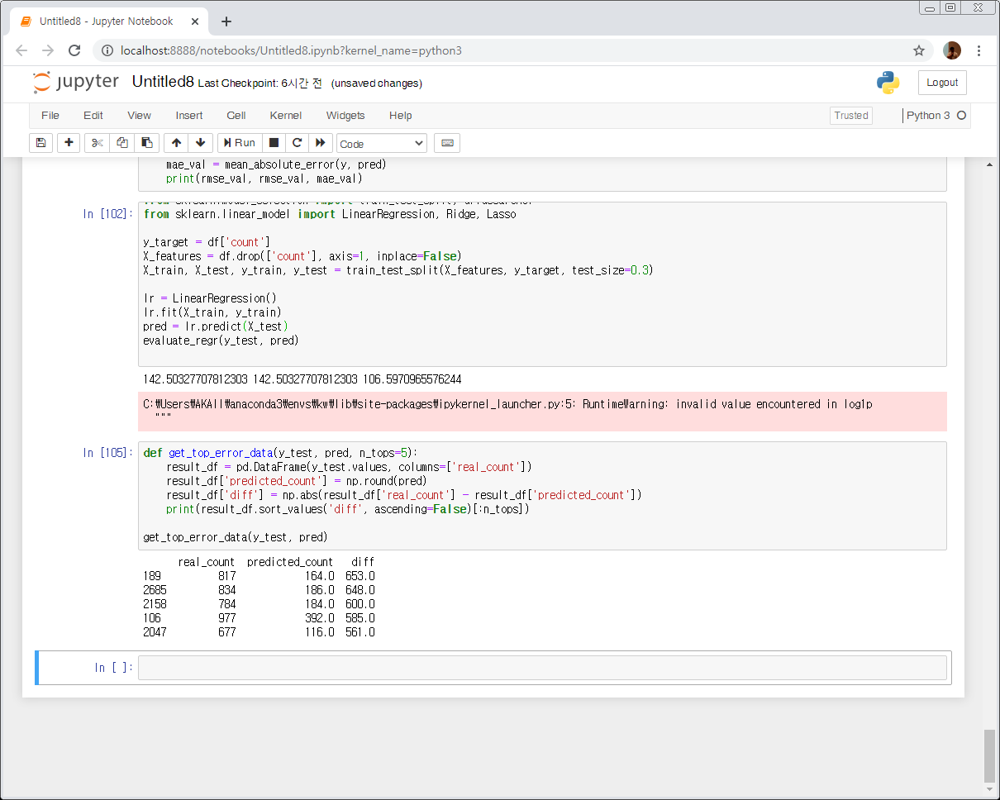 Untitled8 - Jupyter Notebook
localhost:8888/notebooks/Untitled8.ipynb?kernel_name=python3
jupyter Untitled8 Last Checkpoint: 6시간 전 (unsaved changes)
Logout
File Edit View Insert Cell Kernel Widgets Help
Trusted
Python 3
Run
Code
mae_val = mean_absolute_error(y, pred)
print(rmse_val, rmse_val, mae_val)
In [102]:
from sklearn.model_selection import train_test_split,
from sklearn.linear_model import LinearRegression, Ridge, Lasso
y_target = df['count']
X_features = df.drop(['count'], axis=1, inplace=False)
X_train, X_test, y_train, y_test = train_test_split(X_features, y_target, test_size=0.3)
lr = LinearRegression()
lr.fit(X_train, y_train)
pred = lr.predict(X_test)
evaluate_regr(y_test, pred)
142.50327707812303 142.50327707812303 106.5970965576244
C:₩Users₩AKAII₩anaconda3₩envs₩kw₩lib₩site-packages₩ipykernel_launcher.py:5: RuntimeWarning: invalid value encountered in log1p
"""
In [105]:
def get_top_error_data(y_test, pred, n_tops=5):
result_df = pd.DataFrame(y_test.values, columns=['real_count'])
result_df['predicted_count'] = np.round(pred)
result_df['diff'] = np.abs(result_df['real_count'] - result_df['predicted_count'])
print(result_df.sort_values('diff', ascending=False)[:n_tops])
get_top_error_data(y_test, pred)
real_count predicted_count diff
189 817 164.0 653.0
2685 834 186.0 648.0
2158 784 184.0 600.0
106 977 392.0 585.0
2047 677 116.0 561.0
In [ ]: